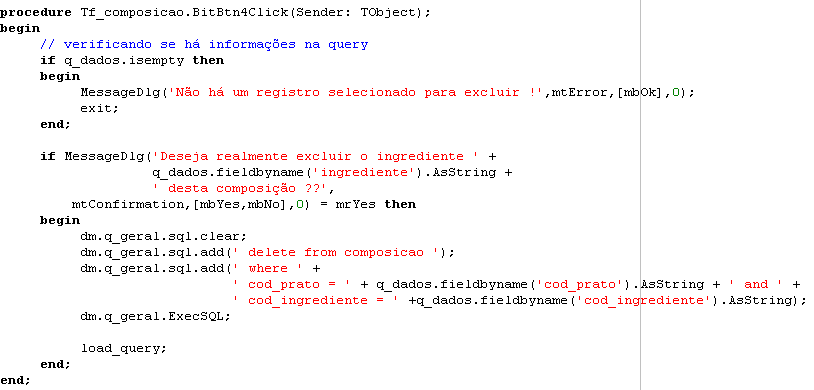 procedure Tf_composicao.BitBtn4Click(Sender: TObject);
begin
// verificando se há informações na query
if q_dados.isempty then
begin
MessageDlg('Não há um registro selecionado para excluir !',mtError,[mbOk],0);
exit;
end;
if MessageDlg('Deseja realmente excluir o ingrediente ' +
q_dados.fieldbyname('ingrediente').AsString +
' desta composição ??',
mtConfirmation,[mbYes,mbNo],0) = mrYes then
begin
dm.q_geral.sql.clear;
dm.q_geral.sql.add(' delete from composicao ');
dm.q_geral.sql.add(' where ' +
' cod_prato = ' + q_dados.fieldbyname('cod_prato').AsString + ' and ' +
' cod_ingrediente = ' +q_dados.fieldbyname('cod_ingrediente').AsString);
dm.q_geral.ExecSQL;
load_query;
end;
end;